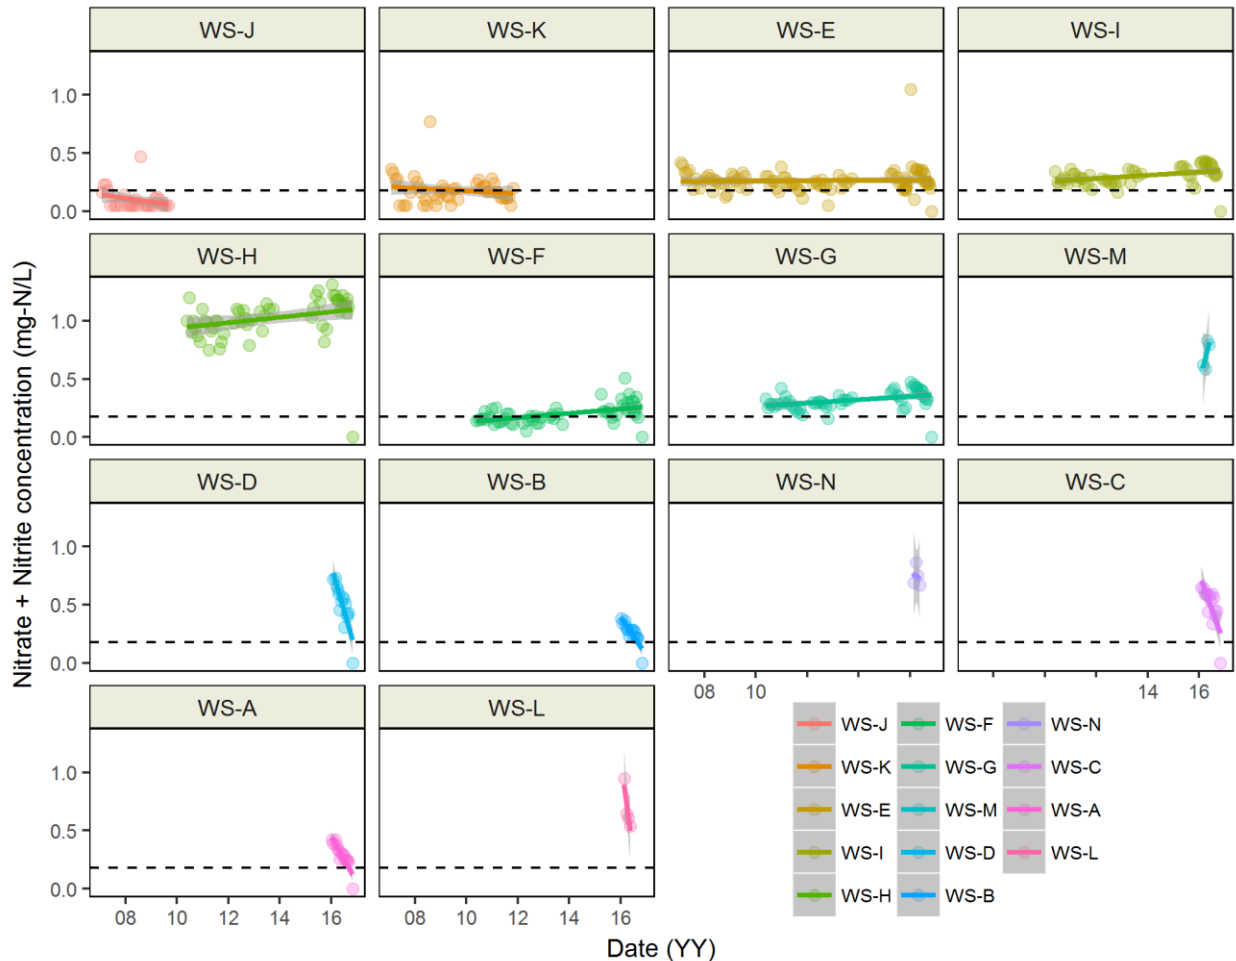 WS-J WS-K WS-E WS-I
1.0
0.5
0.0
WS-H WS-F WS-G WS-M
1.0
0.5
0.0
WS-D WS-B WS-N WS-C
1.0
0.5
0.0
08 10 14 16
WS-A WS-L
1.0
0.5
0.0
08 10 12 14 16 08 10 12 14 16
Nitrate + Nitrite concentration (mg-N/L)
Date (YY)
WS-J WS-F WS-N
WS-K WS-G WS-C
WS-E WS-M WS-A
WS-I WS-D WS-L
WS-H WS-B